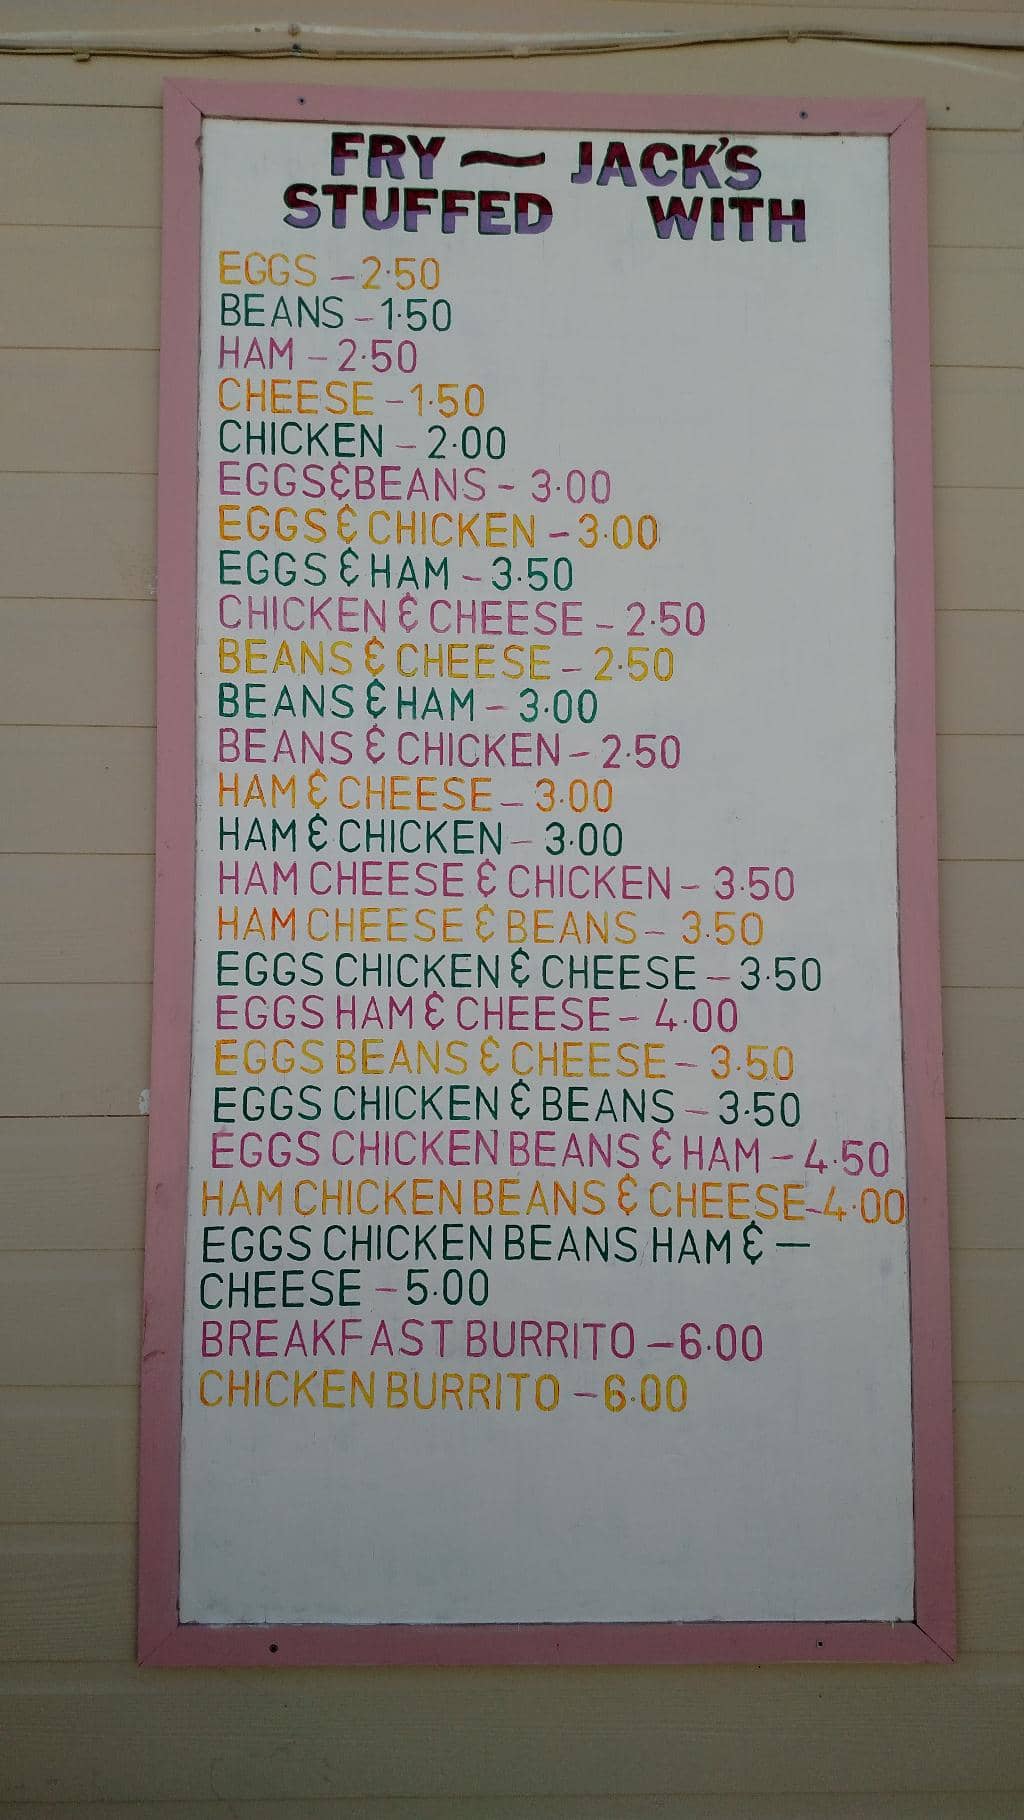 FRY — JACK'S
STUFFED WITH
EGGS - 2·50
BEANS - 1·50
HAM - 2·50
CHEESE - 1·50
CHICKEN - 2·00
EGGS & BEANS - 3·00
EGGS & CHICKEN - 3·00
EGGS & HAM - 3·50
CHICKEN & CHEESE - 2·50
BEANS & CHEESE - 2·50
BEANS & HAM - 3·00
BEANS & CHICKEN - 2·50
HAM & CHEESE - 3·00
HAM & CHICKEN - 3·00
HAM CHEESE & CHICKEN - 3·50
HAM CHEESE & BEANS - 3·50
EGGS CHICKEN & CHEESE - 3·50
EGGS HAM & CHEESE - 4·00
EGGS BEANS & CHEESE - 3·50
EGGS CHICKEN & BEANS - 3·50
EGGS CHICKEN BEANS & HAM - 4·50
HAM CHICKEN BEANS & CHEESE - 4·00
EGGS CHICKEN BEANS HAM & —
CHEESE - 5·00
BREAKFAST BURRITO - 6·00
CHICKEN BURRITO - 6·00